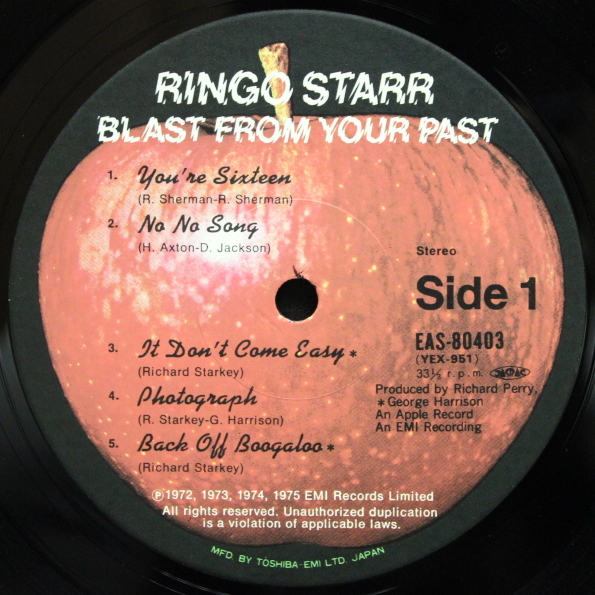 RINGO STARR
BLAST FROM YOUR PAST
1. You're Sixteen
(R. Sherman-R. Sherman)
2. No No Song
(H. Axton-D. Jackson)
Stereo
Side 1
EAS-80403
(YEX-951)
33⅓ r.p.m. JASRAC
3. It Don't Come Easy *
(Richard Starkey)
4. Photograph
(R. Starkey-G. Harrison)
5. Back Off Boogaloo *
(Richard Starkey)
Produced by Richard Perry,
* George Harrison
An Apple Record
An EMI Recording
Ⓟ1972, 1973, 1974, 1975 EMI Records Limited
All rights reserved. Unauthorized duplication
is a violation of applicable laws.
MFD. BY TOSHIBA-EMI LTD. JAPAN